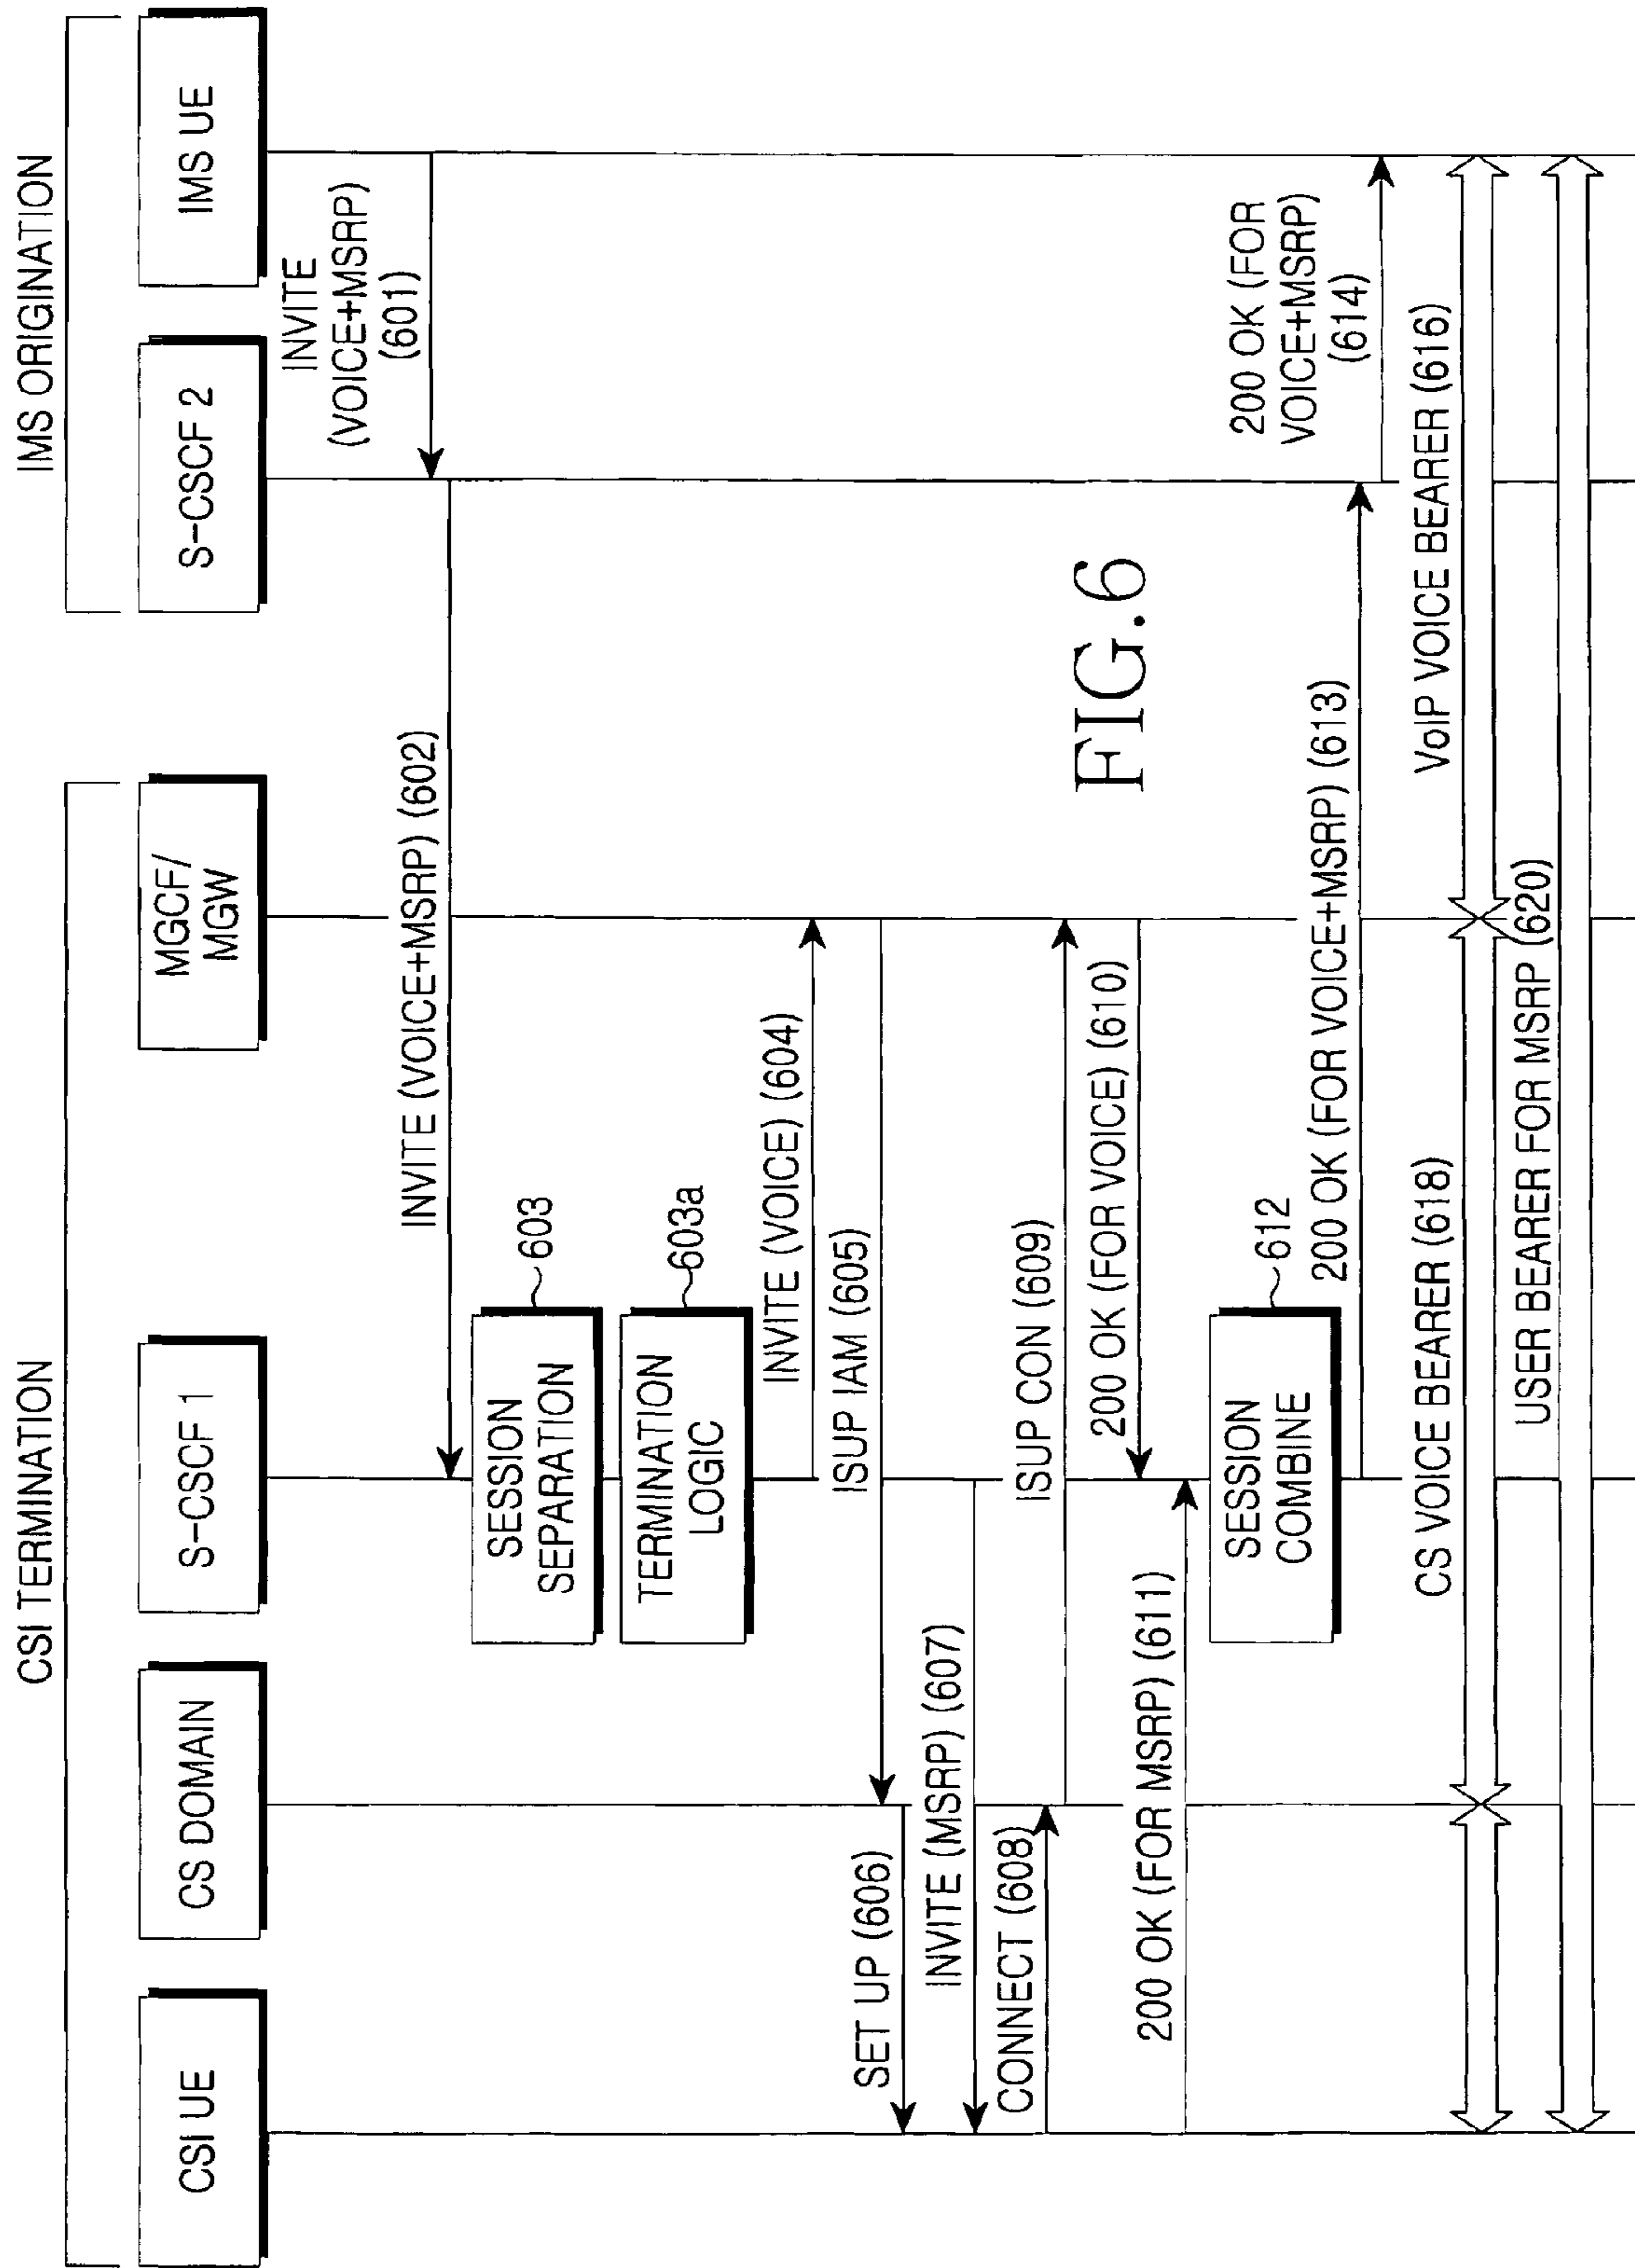 CSI TERMINATION
IMS ORIGINATION
CSI UE
CS DOMAIN
S-CSCF 1
MGCF/
MGW
S-CSCF 2
IMS UE
INVITE
(VOICE+MSRP)
(601)
INVITE (VOICE+MSRP) (602)
SESSION
SEPARATION
603
TERMINATION
LOGIC
603a
INVITE (VOICE) (604)
ISUP IAM (605)
SET UP (606)
INVITE (MSRP) (607)
CONNECT (608)
ISUP CON (609)
200 OK (FOR VOICE) (610)
200 OK (FOR MSRP) (611)
SESSION
COMBINE
612
200 OK (FOR VOICE+MSRP) (613)
200 OK (FOR
VOICE+MSRP)
(614)
VoIP VOICE BEARER (616)
CS VOICE BEARER (618)
USER BEARER FOR MSRP (620)
FIG.6